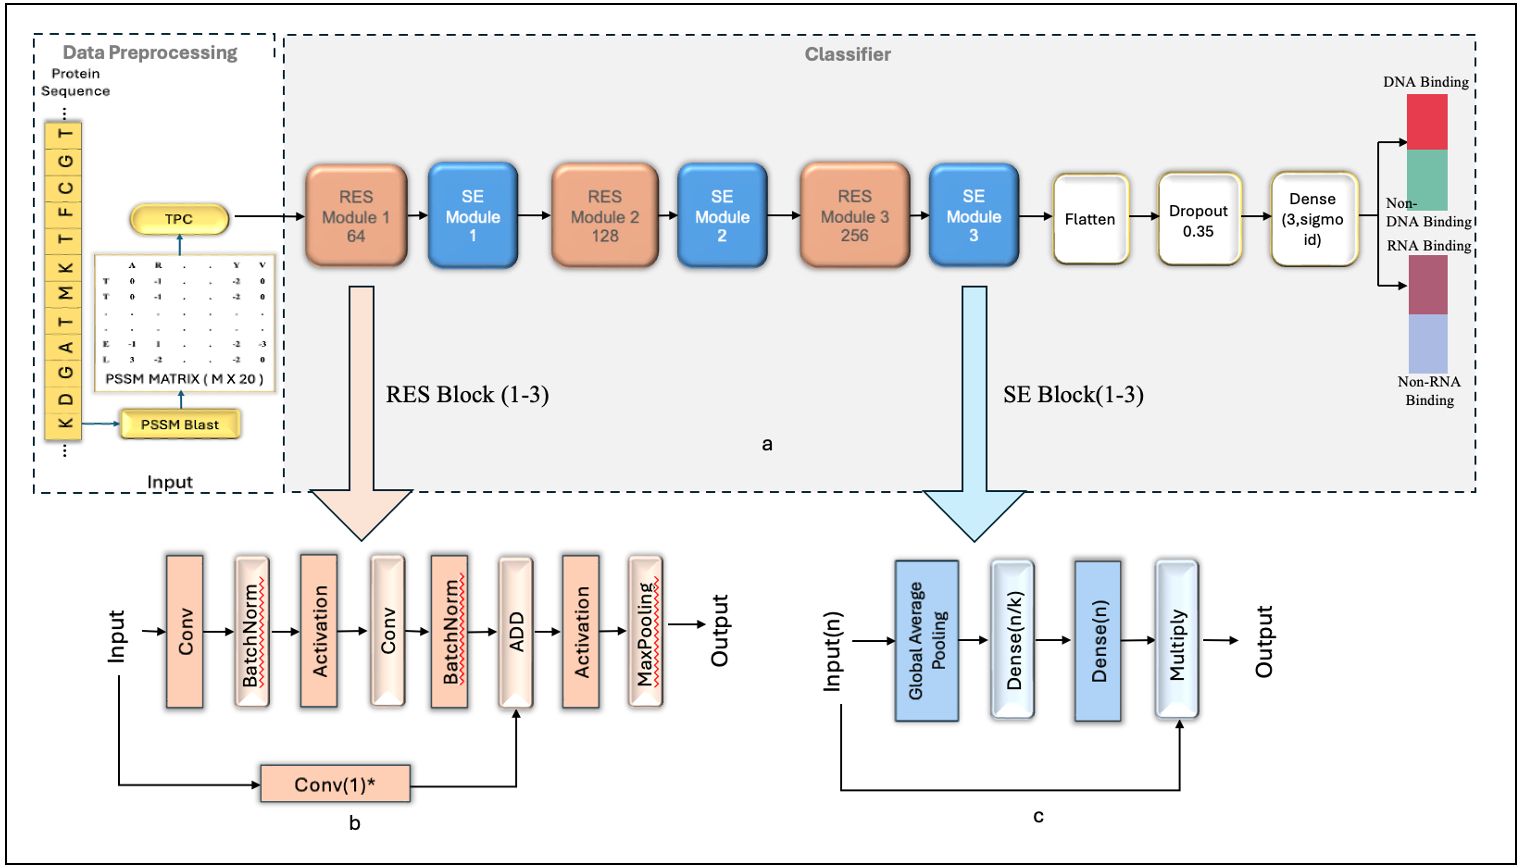 Data Preprocessing
Protein
Sequence
...
T
G
C
F
T
K
M
T
A
G
D
K
...
TPC
A R . . Y V
T 0 -1 . . -2 0
T 0 -1 . . -2 0
. . . . . .
. . . . . .
E -1 1 . . -2 -3
L 3 -2 . . -2 0
PSSM MATRIX ( M X 20 )
PSSM Blast
Input
Classifier
RES
Module 1
64
SE
Module
1
RES
Module 2
128
SE
Module
2
RES
Module 3
256
SE
Module
3
Flatten
Dropout
0.35
Dense
(3,sigmo
id)
DNA Binding
Non-
DNA Binding
RNA Binding
Non-RNA
Binding
RES Block (1-3)
SE Block(1-3)
a
Input
Conv
BatchNorm
Activation
Conv
BatchNorm
ADD
Activation
MaxPooling
Output
Conv(1)*
b
Input(n)
Global Average
Pooling
Dense(n/k)
Dense(n)
Multiply
Output
c